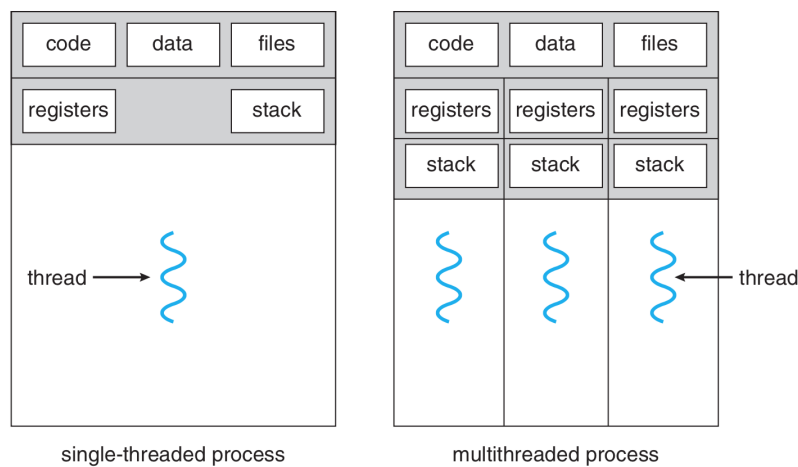 code data files
registers stack
thread
single-threaded process
code data files
registers registers registers
stack stack stack
thread
multithreaded process